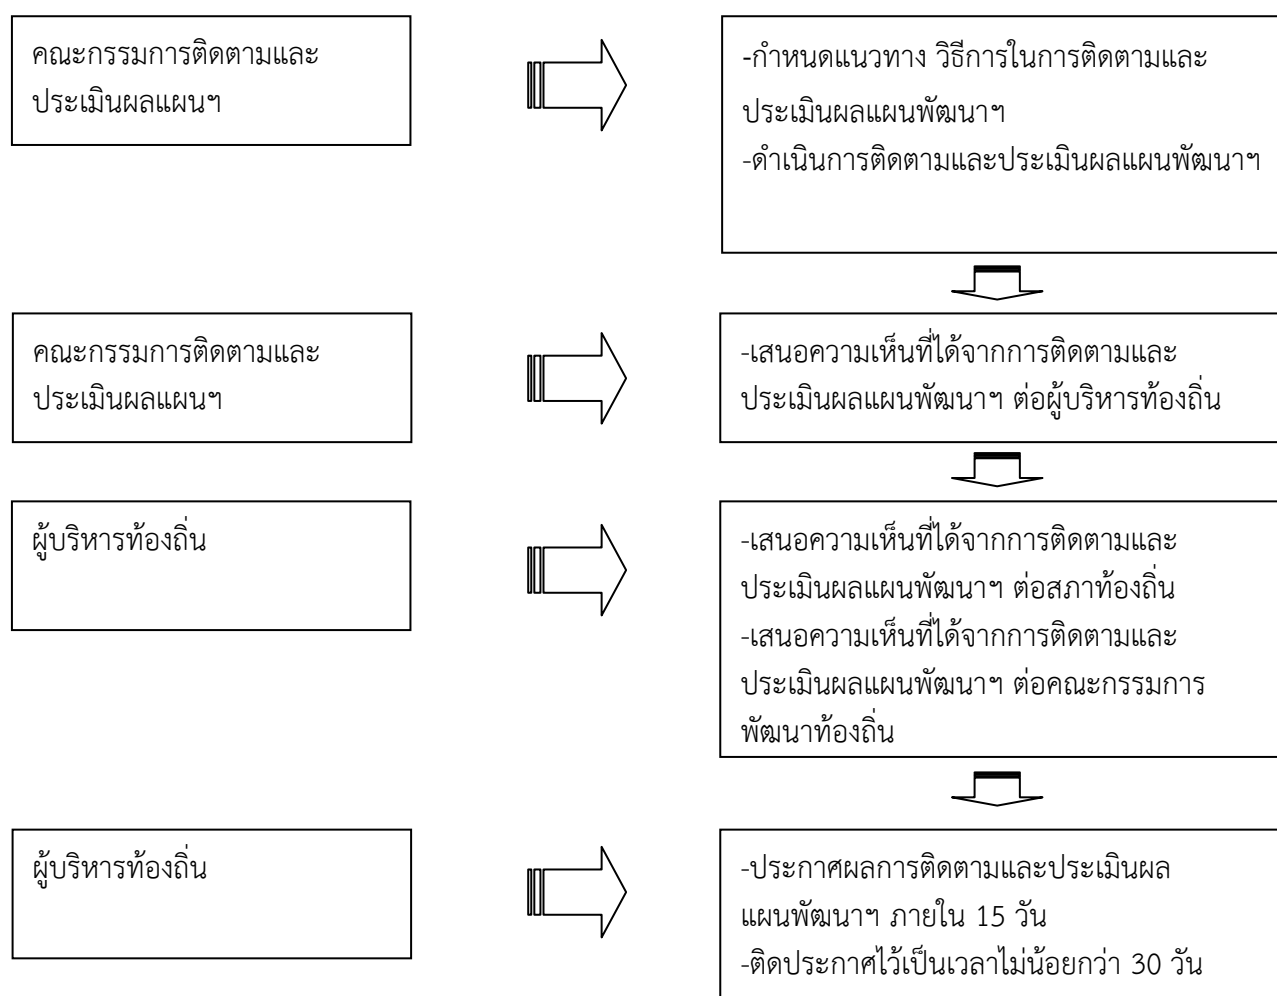 คณะกรรมการติดตามและ
ประเมินผลแผนฯ
-กำหนดแนวทาง วิธีการในการติดตามและ
ประเมินผลแผนพัฒนาฯ
-ดำเนินการติดตามและประเมินผลแผนพัฒนาฯ
คณะกรรมการติดตามและ
ประเมินผลแผนฯ
-เสนอความเห็นที่ได้จากการติดตามและ
ประเมินผลแผนพัฒนาฯ ต่อผู้บริหารท้องถิ่น
ผู้บริหารท้องถิ่น
-เสนอความเห็นที่ได้จากการติดตามและ
ประเมินผลแผนพัฒนาฯ ต่อสภาท้องถิ่น
-เสนอความเห็นที่ได้จากการติดตามและ
ประเมินผลแผนพัฒนาฯ ต่อคณะกรรมการ
พัฒนาท้องถิ่น
ผู้บริหารท้องถิ่น
-ประกาศผลการติดตามและประเมินผล
แผนพัฒนาฯ ภายใน 15 วัน
-ติดประกาศไว้เป็นเวลาไม่น้อยกว่า 30 วัน